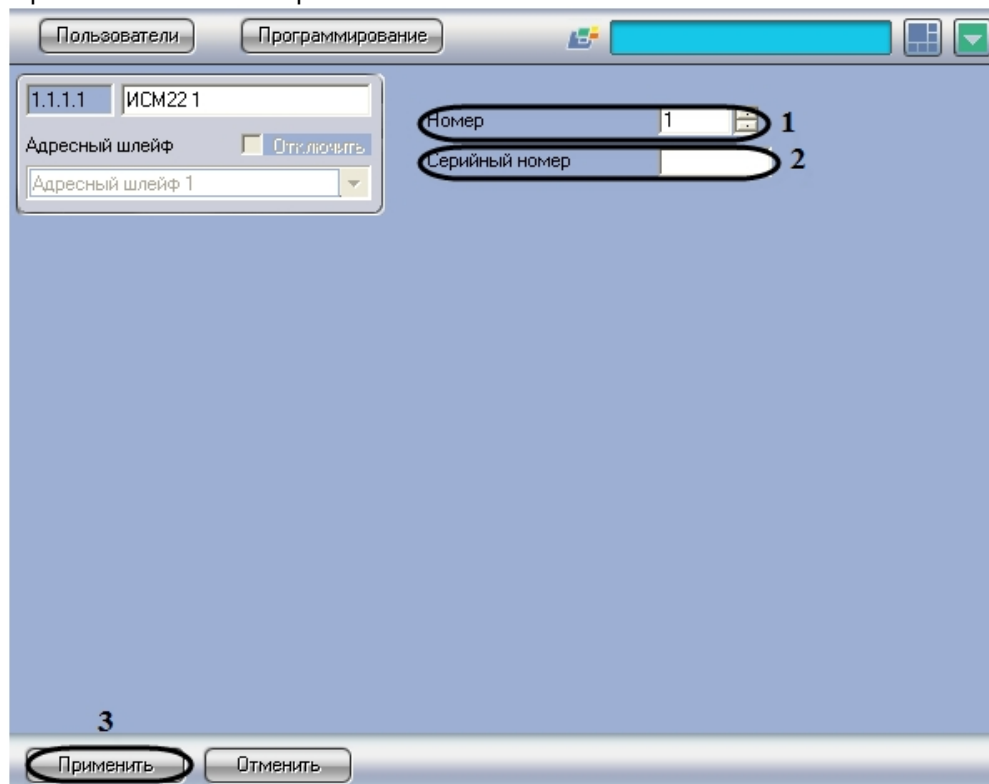 Пользователи Программирование
1.1.1.1 ИСМ22 1
Адресный шлейф Отключить
Адресный шлейф 1
Номер 1 1
Серийный номер 2
3
Применить Отменить